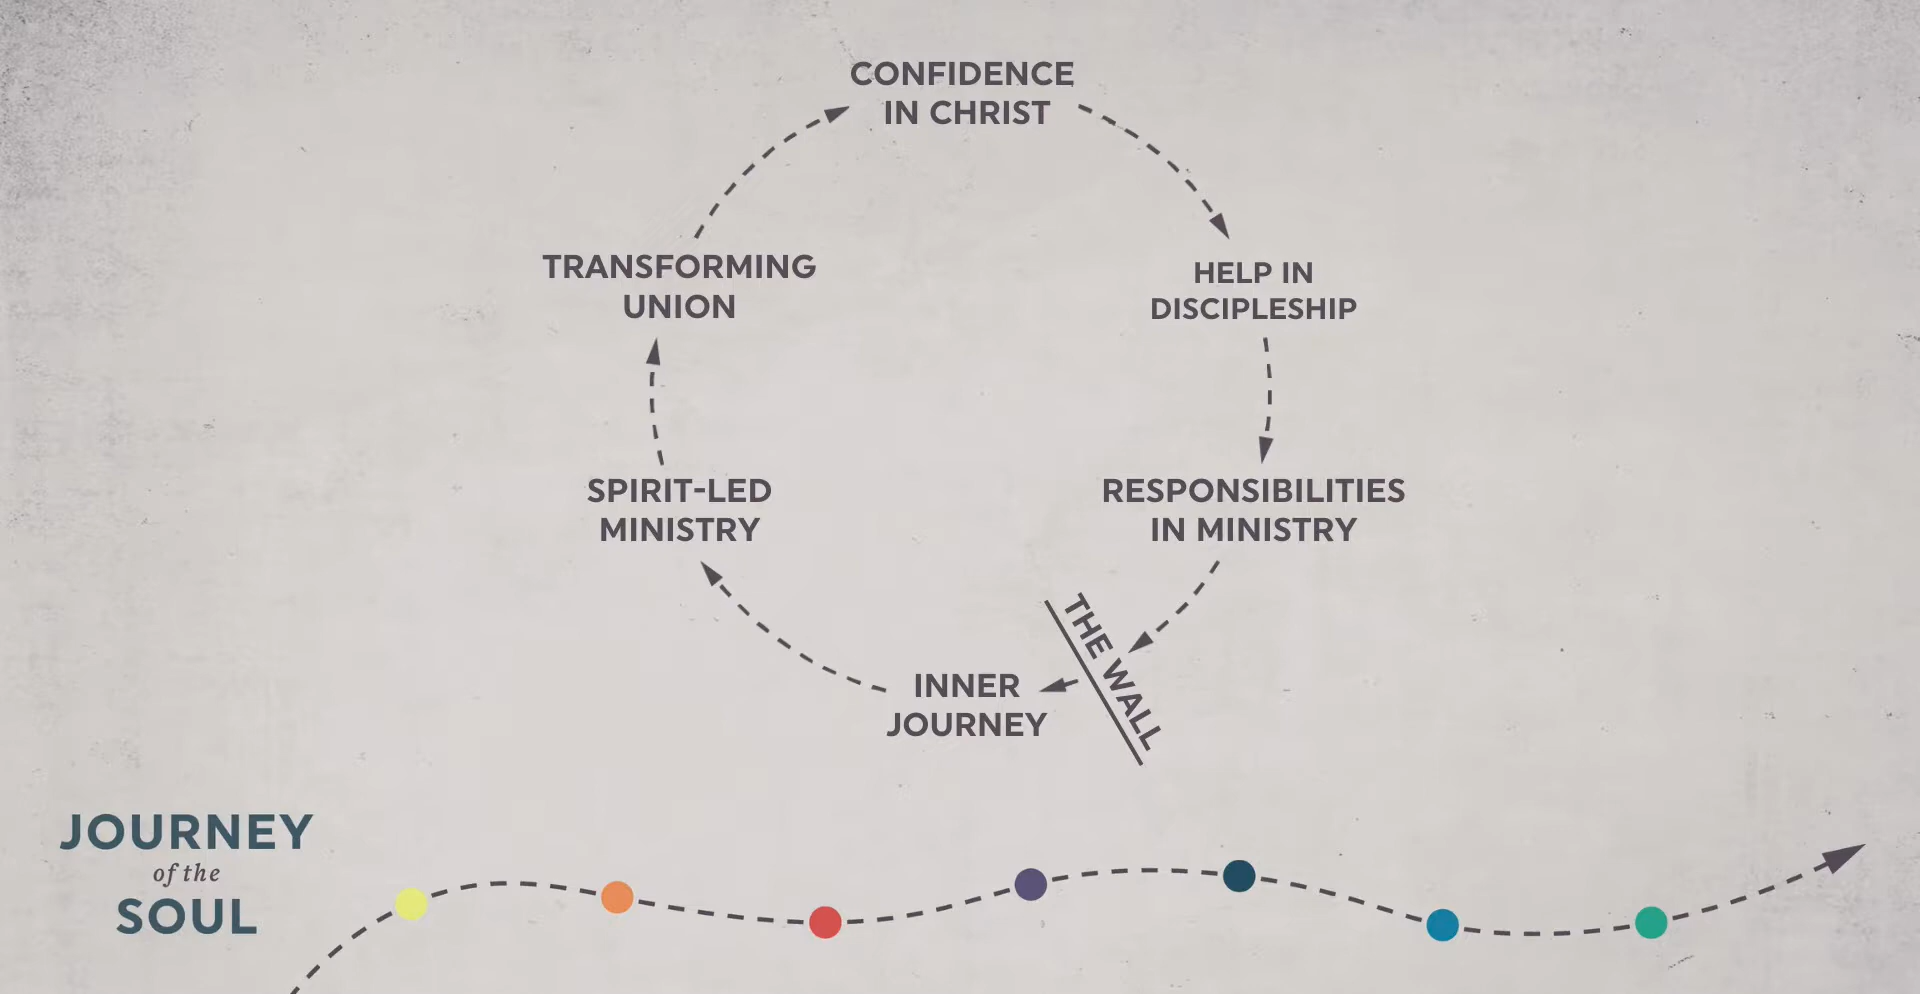 CONFIDENCE
IN CHRIST
HELP IN
DISCIPLESHIP
RESPONSIBILITIES
IN MINISTRY
THE WALL
INNER
JOURNEY
SPIRIT-LED
MINISTRY
TRANSFORMING
UNION
JOURNEY
of the
SOUL